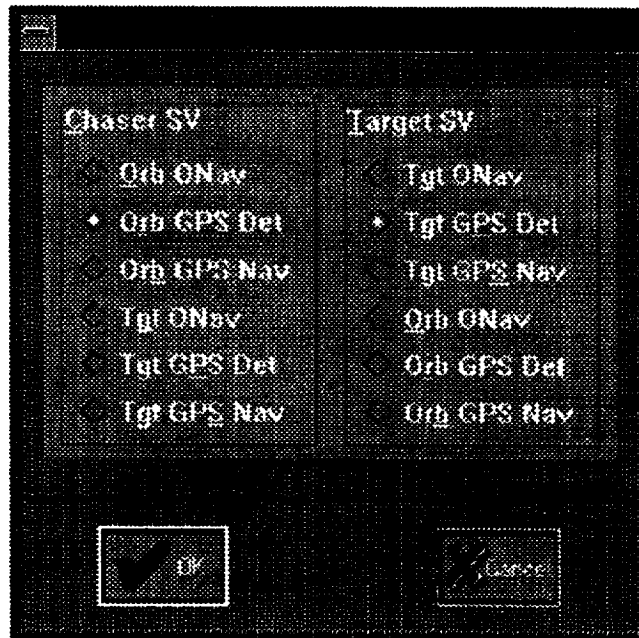 Chaser SV
Orb ONav
Orb GPS Det
Orb GPS Nav
Tgt ONav
Tgt GPS Det
Tgt GPS Nav
Target SV
Tgt ONav
Tgt GPS Det
Tgt GPS Nav
Orb ONav
Orb GPS Det
Orb GPS Nav
OK
Cancel